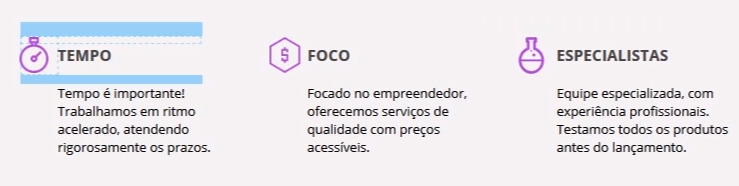 TEMPO
Tempo é importante!
Trabalhamos em ritmo
acelerado, atendendo
rigorosamente os prazos.
$
FOCO
Focado no empreendedor,
oferecemos serviços de
qualidade com preços
acessíveis.
ESPECIALISTAS
Equipe especializada, com
experiência profissionais.
Testamos todos os produtos
antes do lançamento.